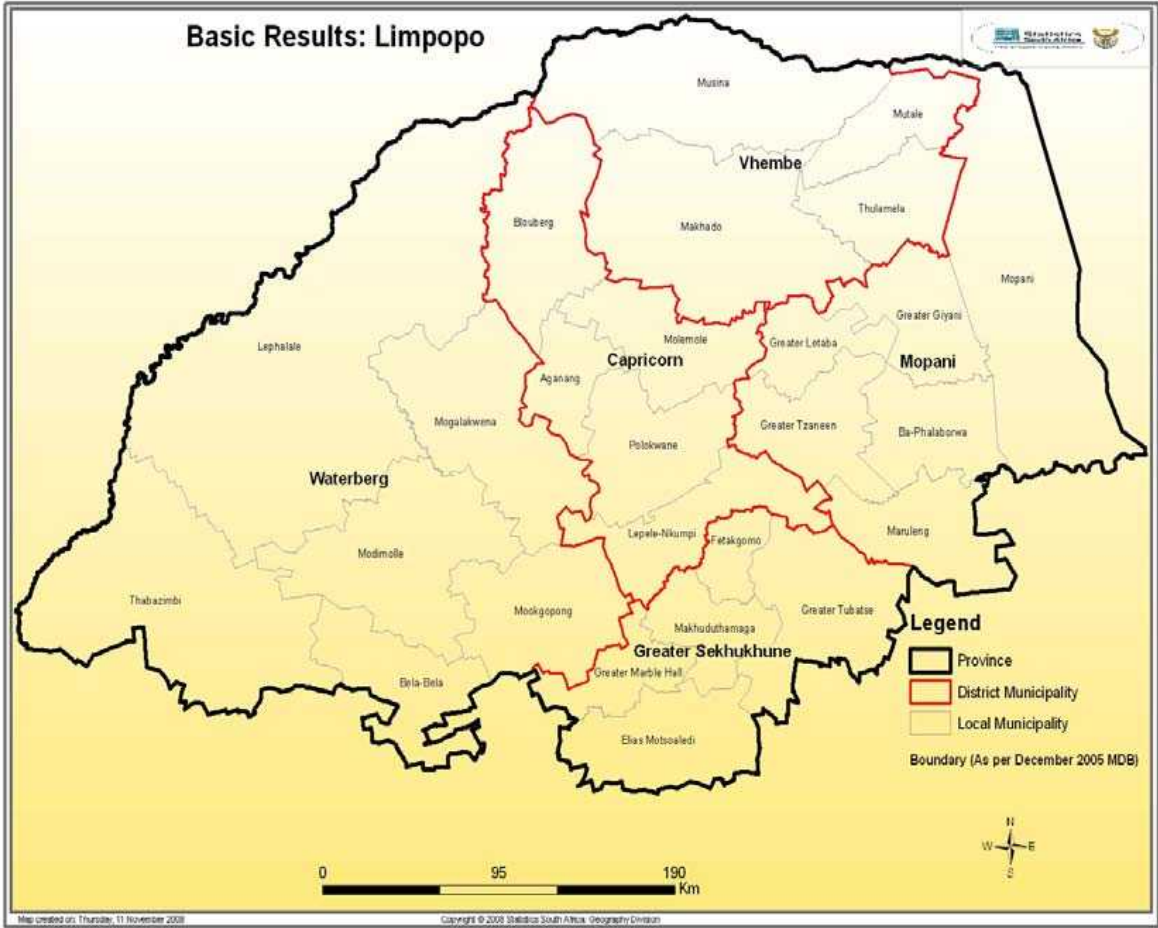 Basic Results: Limpopo
Statistics
South Africa
Musina
Mutale
Vhembe
Blouberg
Makhado
Thulamela
Mopani
Greater Giyani
Lephalale
Molemole
Greater Letaba
Capricorn
Mopani
Aganang
Mogalakwena
Polokwane
Greater Tzaneen
Ba-Phalaborwa
Waterberg
Lepele-Nkumpi
Fetakgomo
Maruleng
Modimolle
Thabazimbi
Mookgopong
Greater Tubatse
Makhuduthamaga
Greater Sekhukhune
Greater Marble Hall
Bela-Bela
Elias Motsoaledi
Legend
Province
District Municipality
Local Municipality
Boundary (As per December 2005 MDB)
N
W E
S
0 95 190
Km
Map created on: Thursday, 11 November 2008
Copyright © 2008 Statistics South Africa: Geography Division